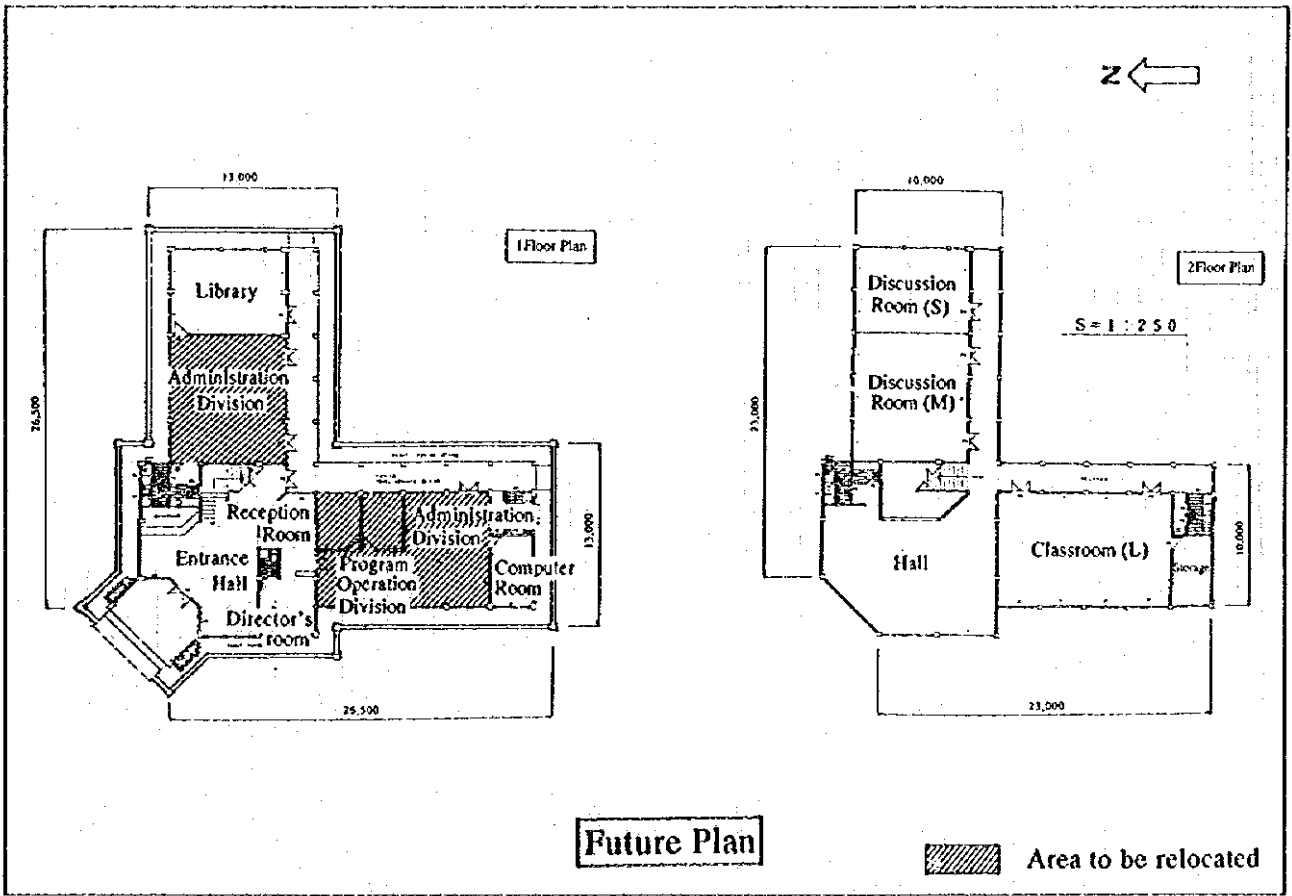 N
13,000
10,000
1Floor Plan
2Floor Plan
S = 1 : 250
26,500
23,000
Library
Administration
Division
Discussion
Room (S)
Discussion
Room (M)
Reception
Room
Administration
Division
Entrance
Hall
Program
Operation
Division
Computer
Room
Director's
room
13,000
Hall
Classroom (L)
Storage
10,000
23,000
Future Plan
Area to be relocated